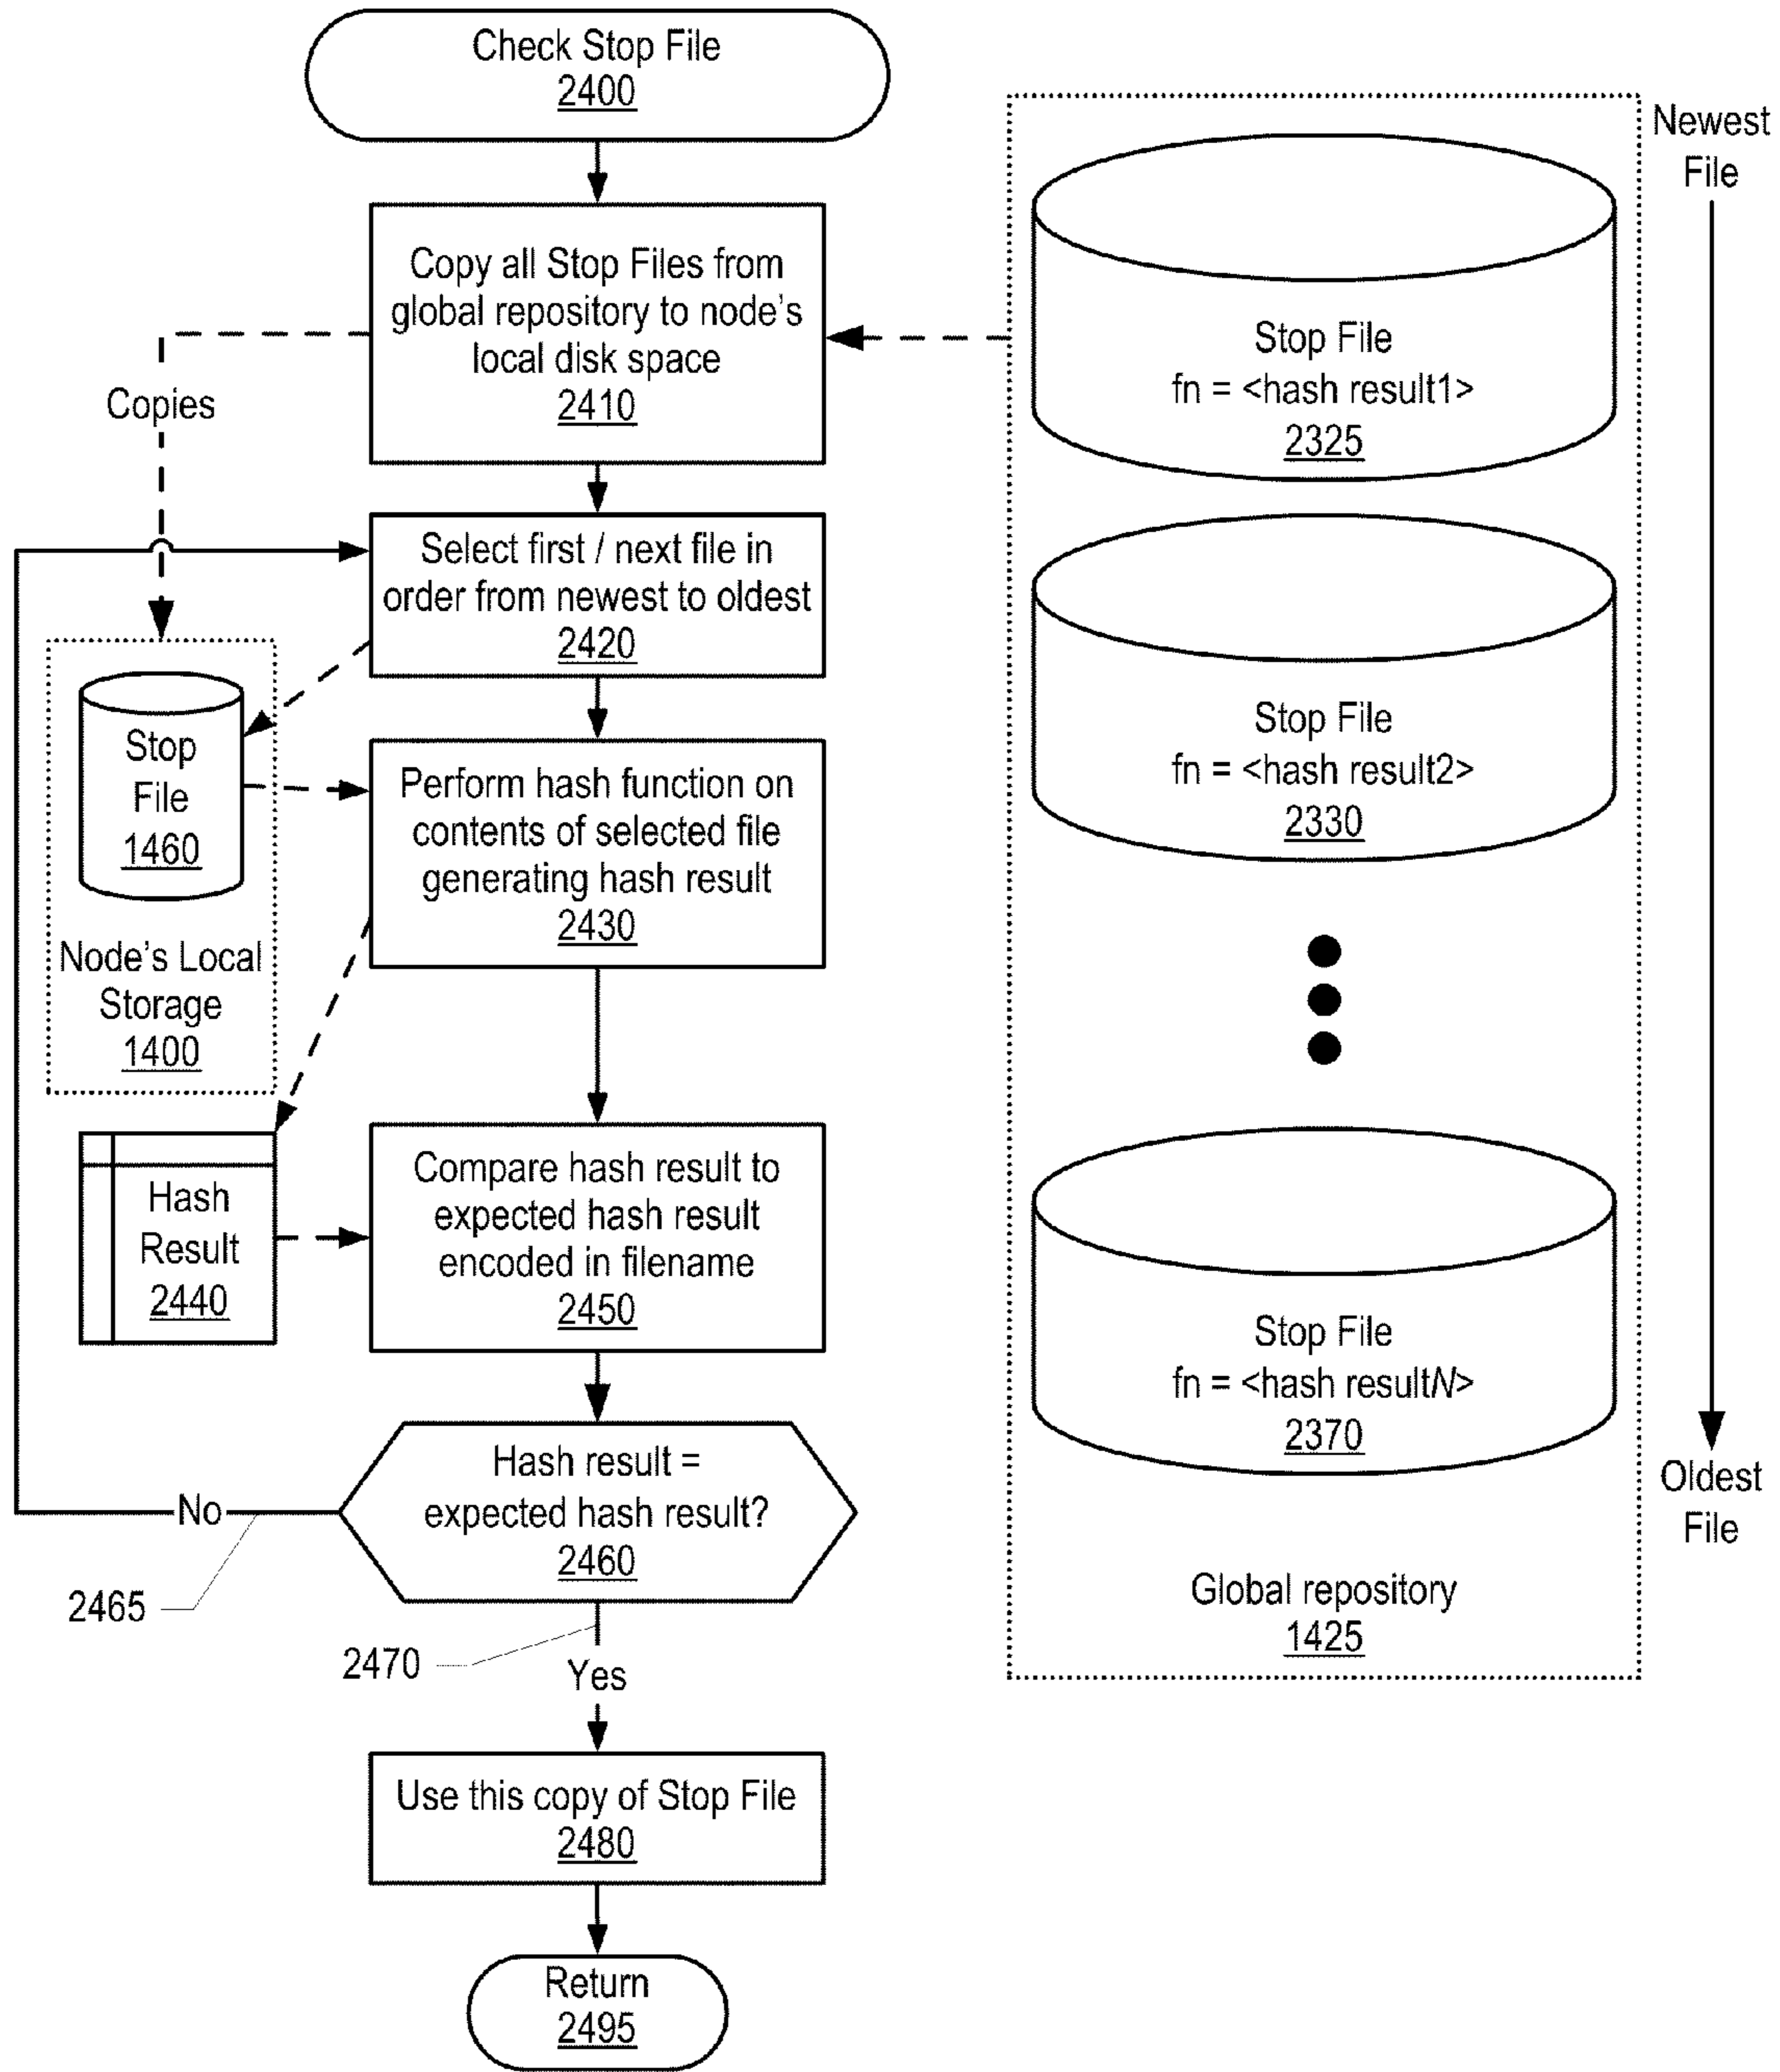 Check Stop File
2400
Copy all Stop Files from
global repository to node's
local disk space
2410
Copies
Select first / next file in
order from newest to oldest
2420
Stop
File
1460
Node's Local
Storage
1400
Perform hash function on
contents of selected file
generating hash result
2430
Hash
Result
2440
Compare hash result to
expected hash result
encoded in filename
2450
Hash result =
expected hash result?
2460
No
2465
2470
Yes
Use this copy of Stop File
2480
Return
2495
Newest
File
Stop File
fn = <hash result1>
2325
Stop File
fn = <hash result2>
2330
Stop File
fn = <hash resultN>
2370
Oldest
File
Global repository
1425